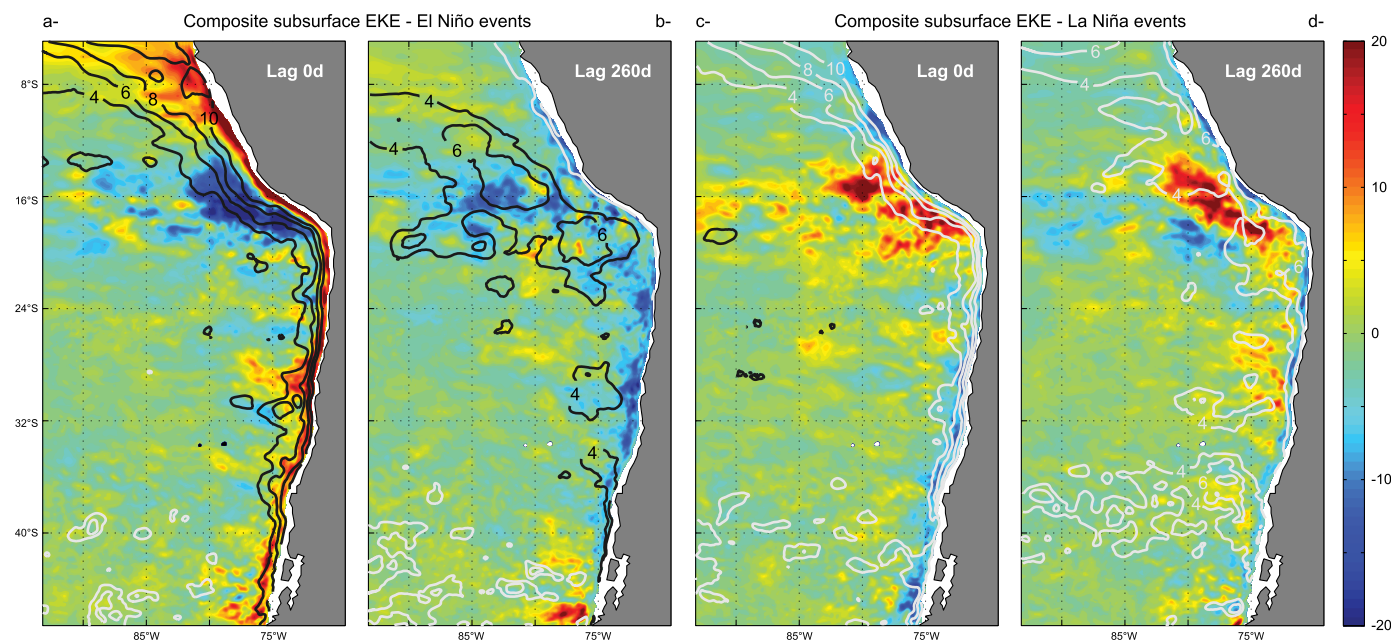 a- Composite subsurface EKE - El Niño events b- c- Composite subsurface EKE - La Niña events d-
Lag 0d Lag 260d Lag 0d Lag 260d
20
10
0
-10
-20
8°S
16°S
24°S
32°S
40°S
4 6 8 10
4 4 6 6 4 4
4 6 8 10
6 4 6 4 6 4 4 6 4
85°W 75°W 85°W 75°W 85°W 75°W 85°W 75°W